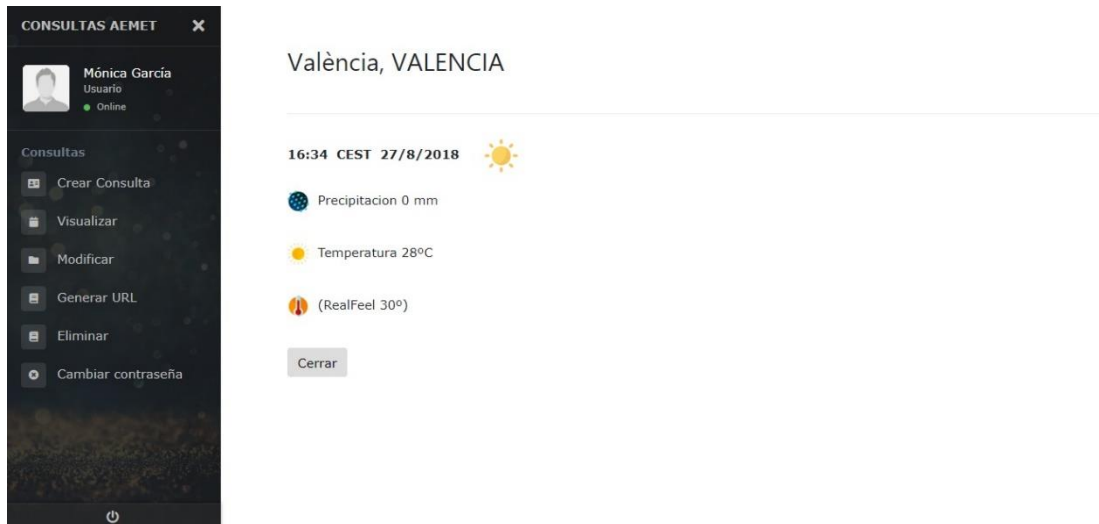 CONSULTAS AEMET
Mónica García
Usuario
Online
Consultas
Crear Consulta
Visualizar
Modificar
Generar URL
Eliminar
Cambiar contraseña
València, VALENCIA
16:34 CEST 27/8/2018
Precipitacion 0 mm
Temperatura 28ºC
(RealFeel 30º)
Cerrar